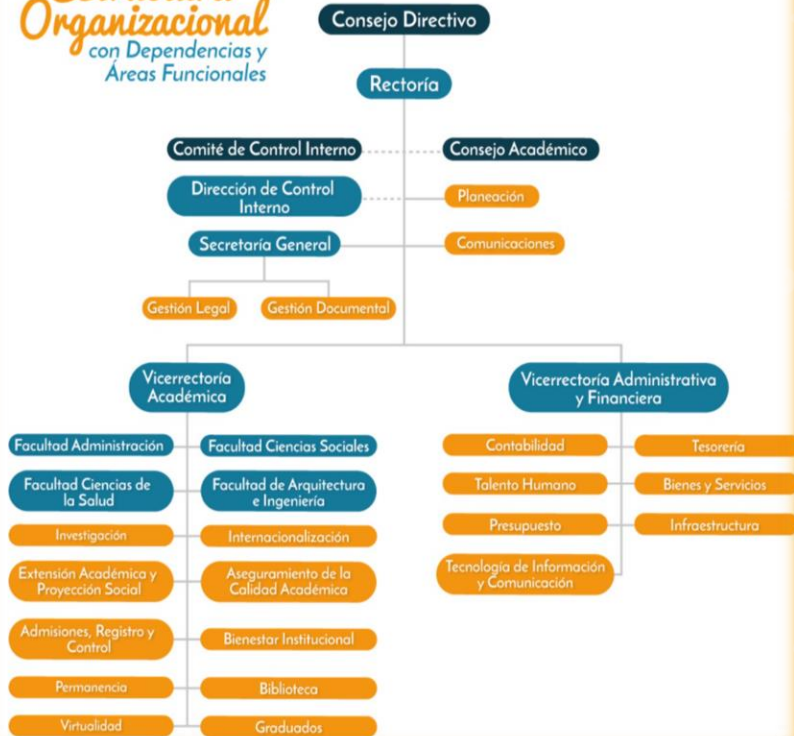 Organizacional
con Dependencias y
Áreas Funcionales
Consejo Directivo
Rectoría
Comité de Control Interno
Consejo Académico
Dirección de Control
Interno
Planeación
Secretaría General
Comunicaciones
Gestión Legal
Gestión Documental
Vicerrectoría
Académica
Vicerrectoría Administrativa
y Financiera
Facultad Administración
Facultad Ciencias Sociales
Facultad Ciencias de
la Salud
Facultad de Arquitectura
e Ingeniería
Investigación
Internacionalización
Extensión Académica y
Proyección Social
Aseguramiento de la
Calidad Académica
Admisiones, Registro y
Control
Bienestar Institucional
Permanencia
Biblioteca
Virtualidad
Graduados
Contabilidad
Tesorería
Talento Humano
Bienes y Servicios
Presupuesto
Infraestructura
Tecnología de Información
y Comunicación